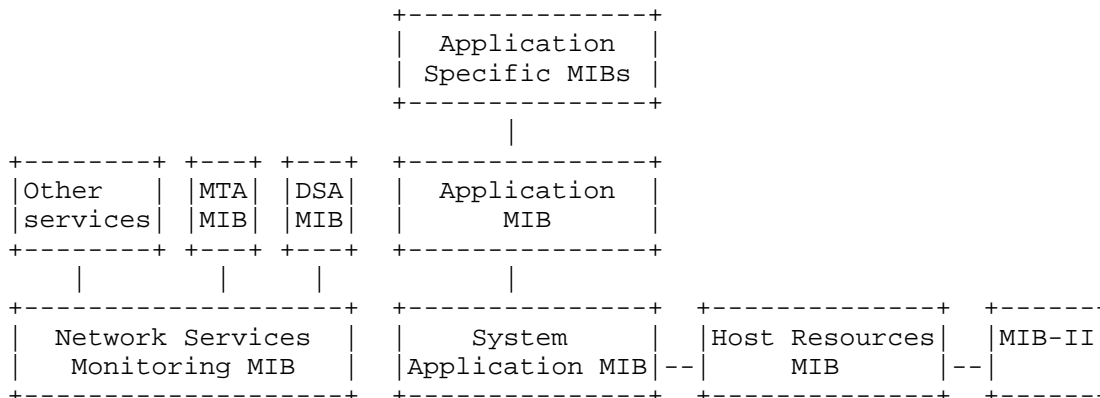 +---------------+
|  Application  |
| Specific MIBs |
+---------------+
|
+--------+ +---+ +---+  +---------------+
|Other   | |MTA| |DSA|  |  Application  |
|services| |MIB| |MIB|  |      MIB      |
+--------+ +---+ +---+  +---------------+
|        |     |           |
+--------------------+  +---------------+  +--------------+  +------
|  Network Services  |  |    System     |  |Host Resources|  |MIB-II
|   Monitoring MIB   |  |Application MIB|--|     MIB      |--|
+--------------------+  +---------------+  +--------------+  +------